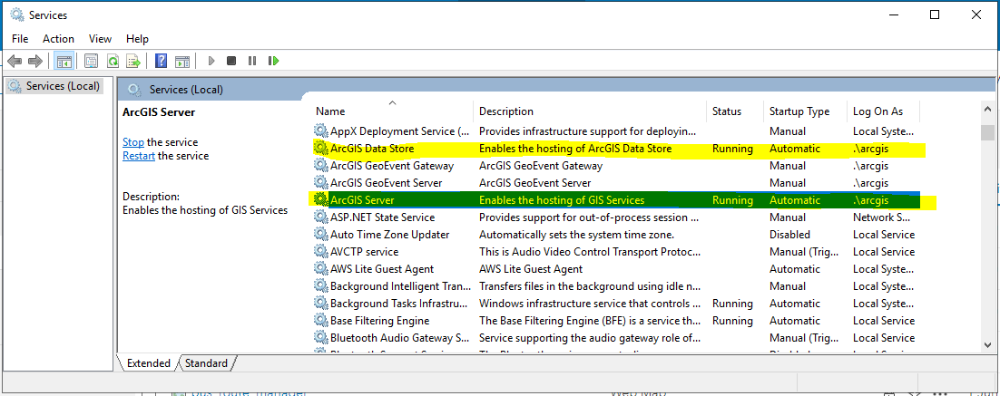 Services
File Action View Help
Services (Local)
Services (Local)
ArcGIS Server
Stop the service
Restart the service
Description:
Enables the hosting of GIS Services
Name Description Status Startup Type Log On As
AppX Deployment Service (... Provides infrastructure support for deployin... Manual Local Syste...
ArcGIS Data Store Enables the hosting of ArcGIS Data Store Running Automatic .\arcgis
ArcGIS GeoEvent Gateway ArcGIS GeoEvent Gateway Manual .\arcgis
ArcGIS GeoEvent Server ArcGIS GeoEvent Server Manual .\arcgis
ArcGIS Server Enables the hosting of GIS Services Running Automatic .\arcgis
ASP.NET State Service Provides support for out-of-process session ... Manual Network S...
Auto Time Zone Updater Automatically sets the system time zone. Disabled Local Service
AVCTP service This is Audio Video Control Transport Protoc... Manual (Trig... Local Service
AWS Lite Guest Agent AWS Lite Guest Agent Automatic Local Syste...
Background Intelligent Tran... Transfers files in the background using idle n... Manual Local Syste...
Background Tasks Infrastru... Windows infrastructure service that controls ... Running Automatic Local Syste...
Base Filtering Engine The Base Filtering Engine (BFE) is a service th... Running Automatic Local Service
Bluetooth Audio Gateway S... Service supporting the audio gateway role of... Manual (Trig... Local Service
Extended Standard
Web Map